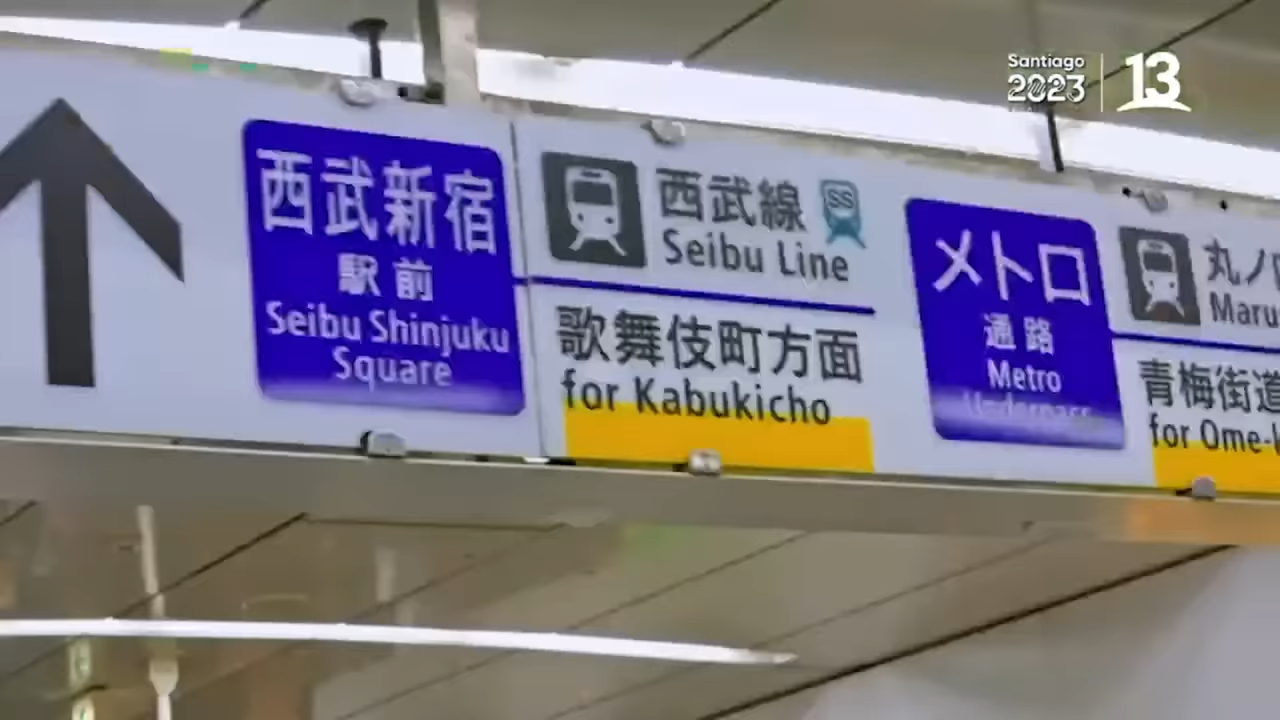 Santiago
2023
13
西武新宿
駅前
Seibu Shinjuku
Square
西武線 SS
Seibu Line
歌舞伎町方面
for Kabukicho
メトロ
通路
Metro
Underpass
丸ノ
Maru
青梅街道
for Ome-